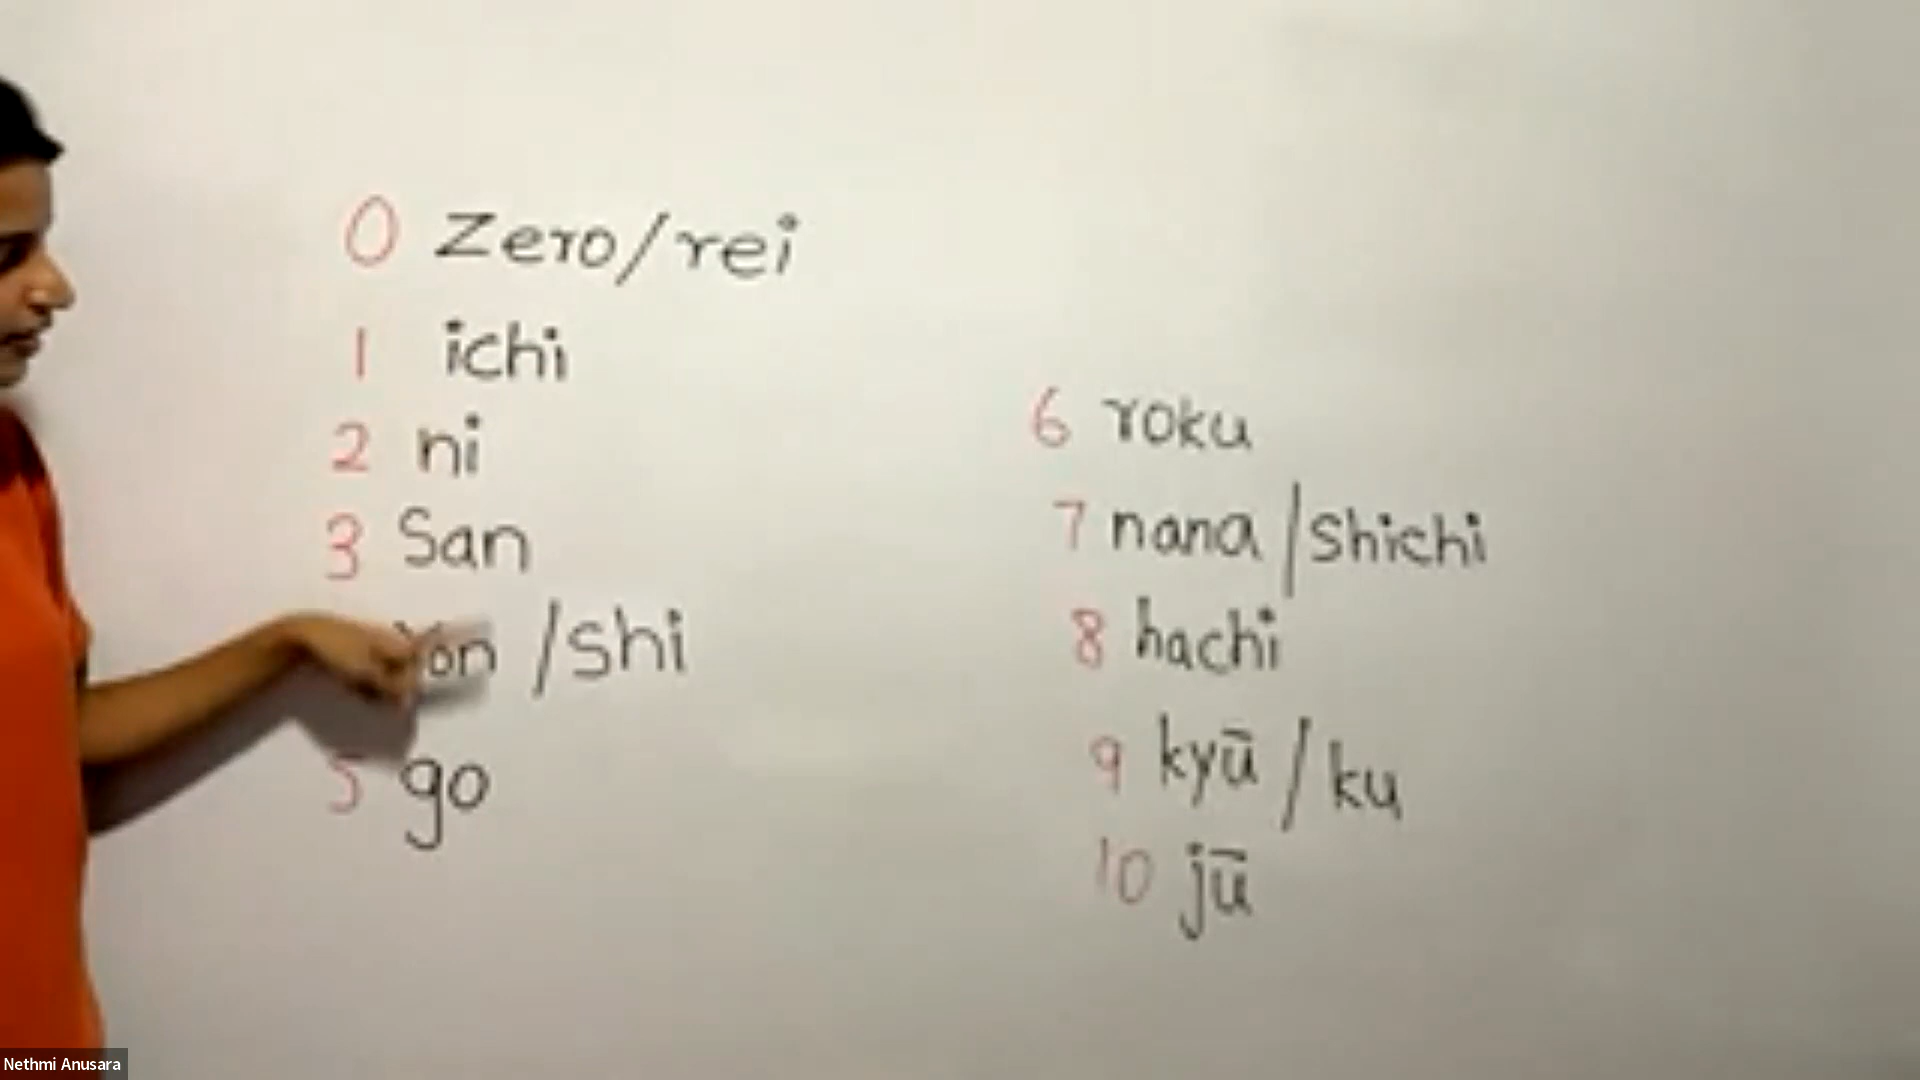 0 Zero/rei
1 ichi
2 ni
3 San
Yon /Shi
5 go
6 roku
7 nana /Shichi
8 hachi
9 kyū / ku
10 jū
Nethmi Anusara